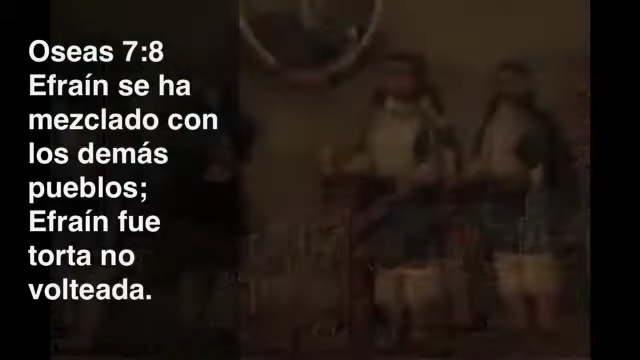 Oseas 7:8
Efraín se ha
mezclado con
los demás
pueblos;
Efraín fue
torta no
volteada.